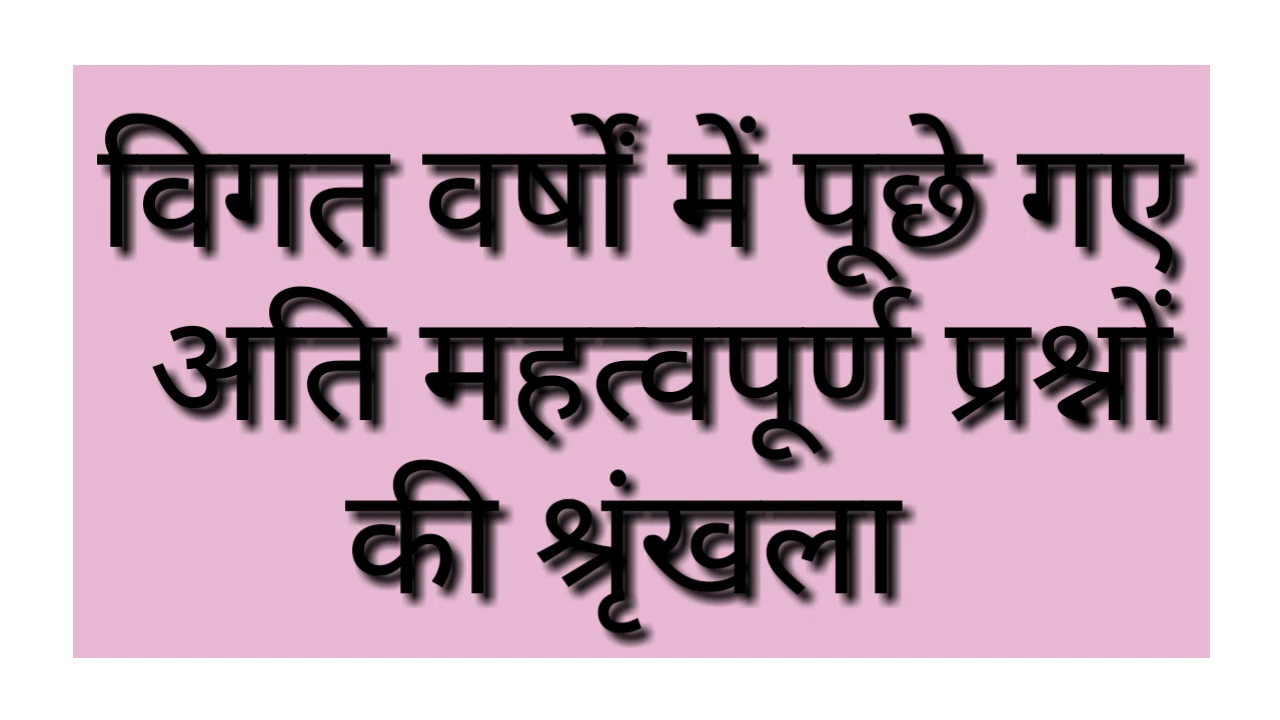 विगत वर्षों में पूछे गए
अति महत्वपूर्ण प्रश्नों
की श्रृंखला